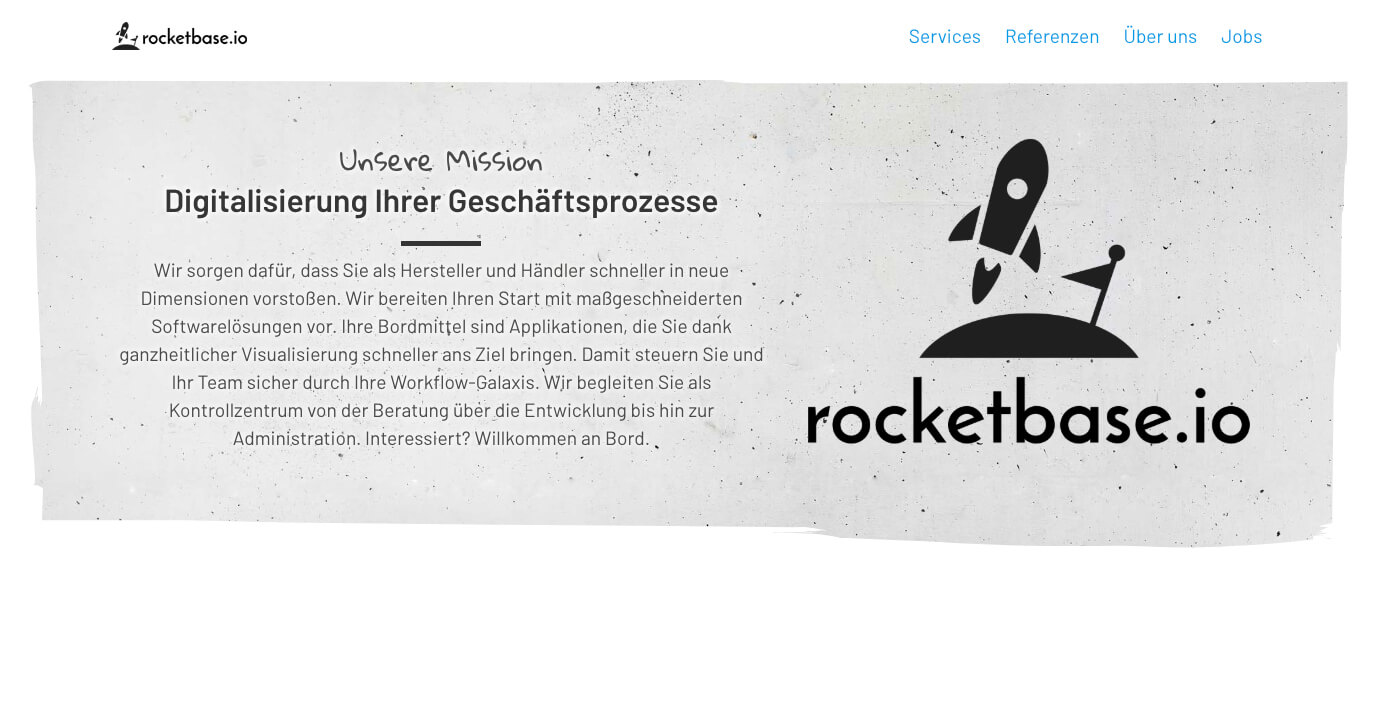 rocketbase.io
Services Referenzen Über uns Jobs
Unsere Mission
Digitalisierung Ihrer Geschäftsprozesse
Wir sorgen dafür, dass Sie als Hersteller und Händler schneller in neue
Dimensionen vorstoßen. Wir bereiten Ihren Start mit maßgeschneiderten
Softwarelösungen vor. Ihre Bordmittel sind Applikationen, die Sie dank
ganzheitlicher Visualisierung schneller ans Ziel bringen. Damit steuern Sie und
Ihr Team sicher durch Ihre Workflow-Galaxis. Wir begleiten Sie als
Kontrollzentrum von der Beratung über die Entwicklung bis hin zur
Administration. Interessiert? Willkommen an Bord.
rocketbase.io